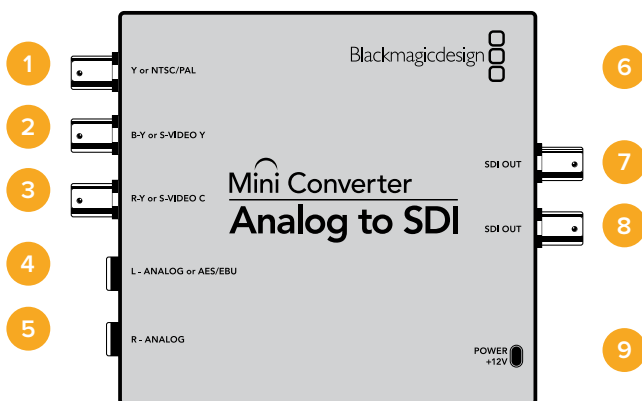 1
Y or NTSC/PAL
Blackmagicdesign
6
2
B-Y or S-VIDEO Y
SDI OUT
7
3
R-Y or S-VIDEO C
Mini Converter
Analog to SDI
SDI OUT
8
4
L - ANALOG or AES/EBU
5
R - ANALOG
POWER
+12V
9